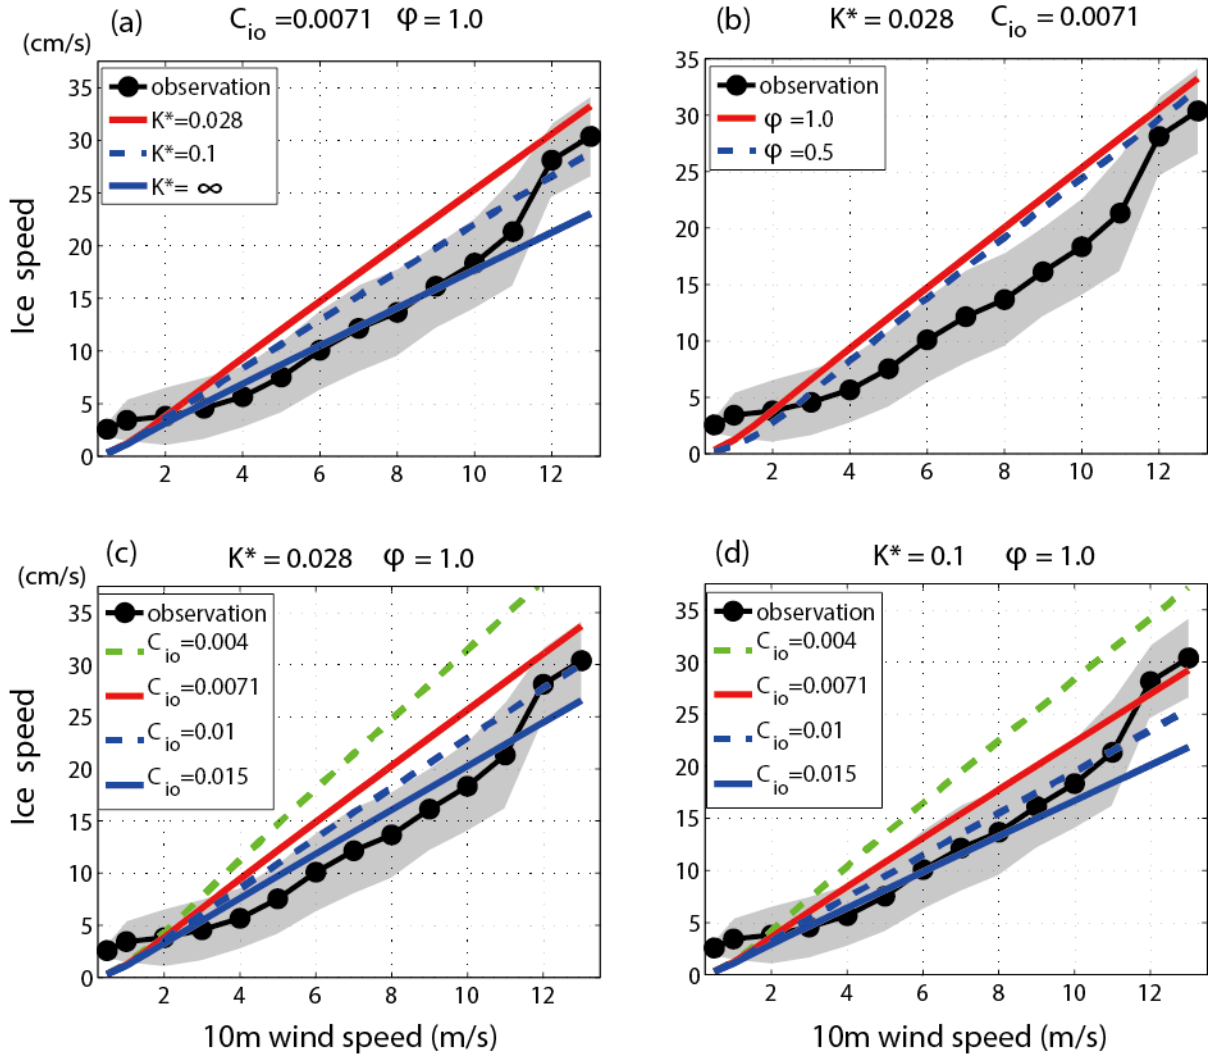 (a) C_io=0.0071 φ=1.0
(cm/s)
35
30
25
20
15
10
5
0
observation
K*=0.028
K*=0.1
K*= ∞
Ice speed
2 4 6 8 10 12
(b) K*=0.028 C_io=0.0071
35
30
25
20
15
10
5
0
observation
φ=1.0
φ=0.5
2 4 6 8 10 12
(c) K*=0.028 φ=1.0
(cm/s)
35
30
25
20
15
10
5
0
observation
C_io=0.004
C_io=0.0071
C_io=0.01
C_io=0.015
Ice speed
2 4 6 8 10 12
10m wind speed (m/s)
(d) K*=0.1 φ=1.0
35
30
25
20
15
10
5
0
observation
C_io=0.004
C_io=0.0071
C_io=0.01
C_io=0.015
2 4 6 8 10 12
10m wind speed (m/s)